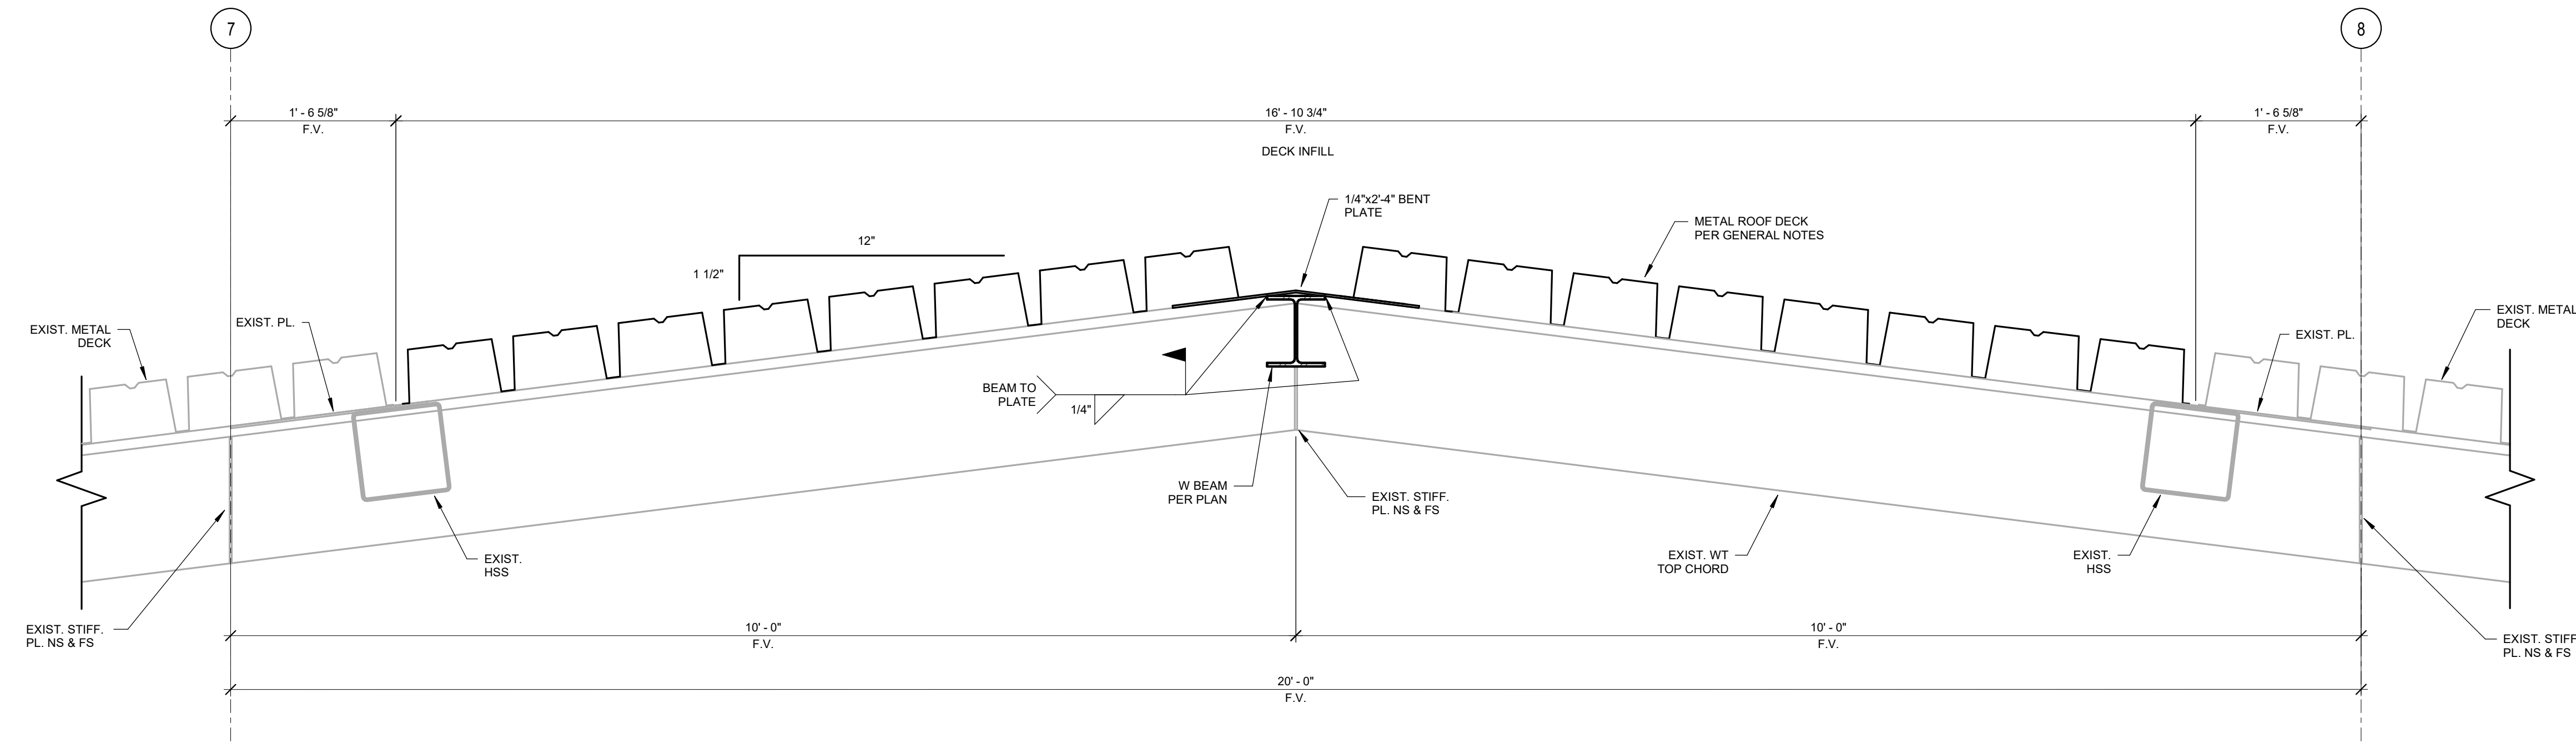 7
8
1' - 6 5/8"
F.V.
16' - 10 3/4"
F.V.
DECK INFILL
1' - 6 5/8"
F.V.
1/4"x2'-4" BENT
PLATE
METAL ROOF DECK
PER GENERAL NOTES
12"
1 1/2"
EXIST. METAL
DECK
EXIST. PL.
EXIST. PL.
EXIST. METAL
DECK
BEAM TO
PLATE
1/4"
W BEAM
PER PLAN
EXIST. STIFF.
PL. NS & FS
EXIST.
HSS
EXIST. WT
TOP CHORD
EXIST.
HSS
EXIST. STIFF.
PL. NS & FS
10' - 0"
F.V.
10' - 0"
F.V.
EXIST. STIFF
PL. NS & FS
20' - 0"
F.V.